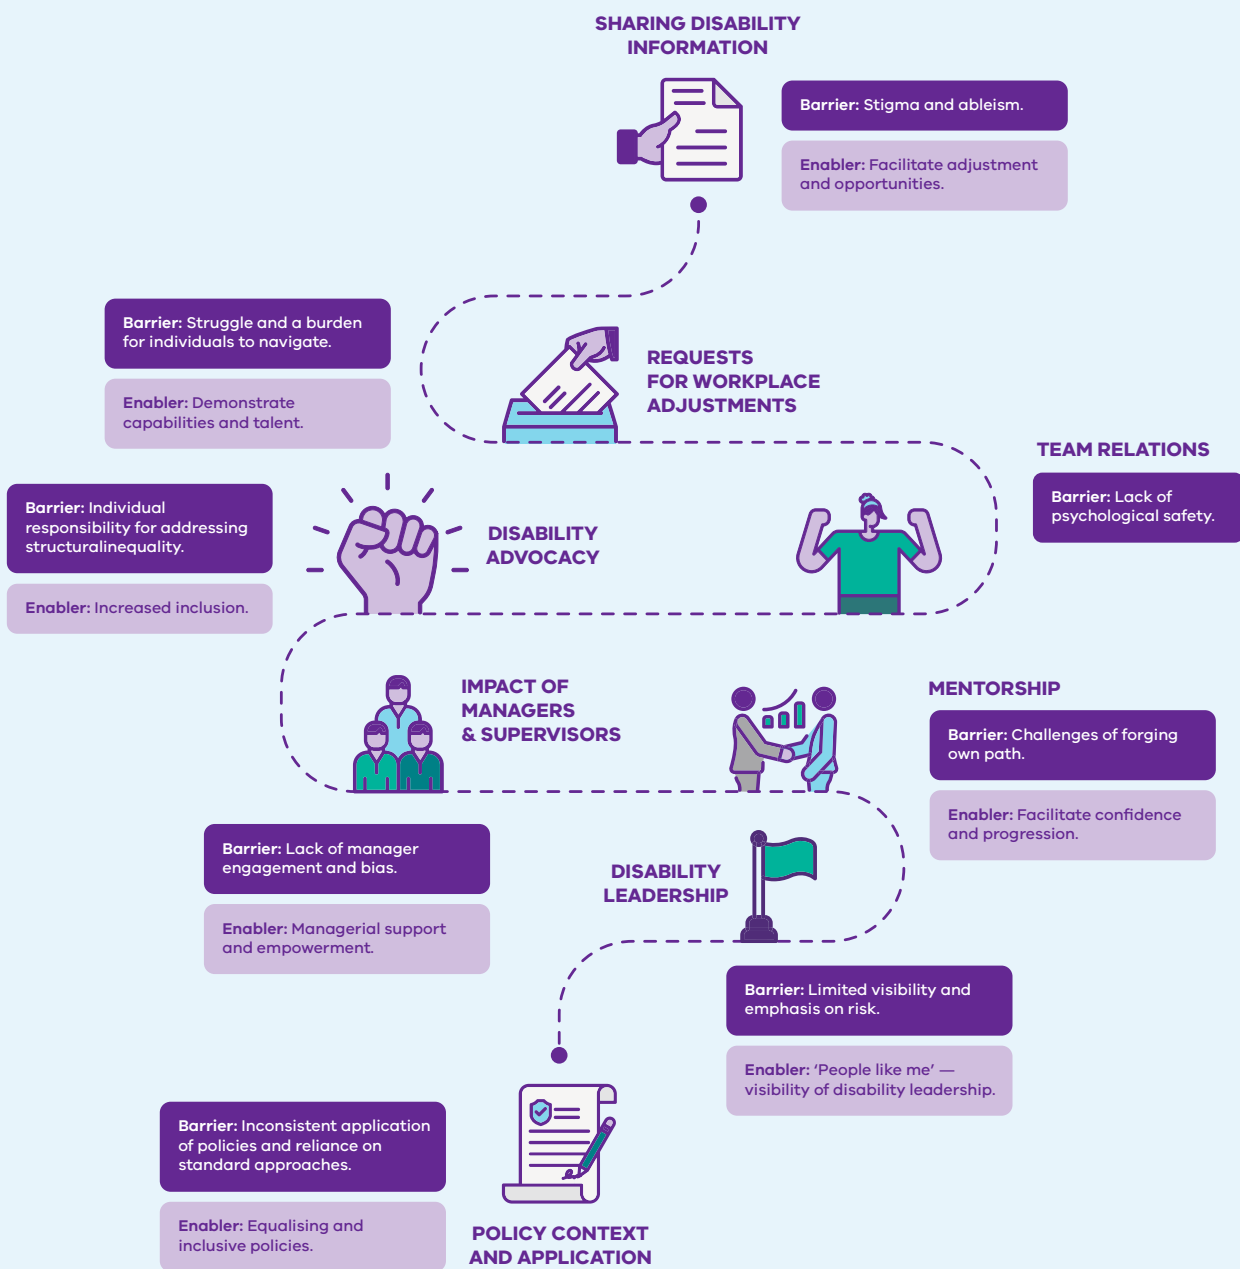 SHARING DISABILITY
INFORMATION
Barrier: Stigma and ableism.
Enabler: Facilitate adjustment
and opportunities.
REQUESTS
FOR WORKPLACE
ADJUSTMENTS
Barrier: Struggle and a burden
for individuals to navigate.
Enabler: Demonstrate
capabilities and talent.
TEAM RELATIONS
Barrier: Lack of
psychological safety.
DISABILITY
ADVOCACY
Barrier: Individual
responsibility for addressing
structuralinequality.
Enabler: Increased inclusion.
IMPACT OF
MANAGERS
& SUPERVISORS
Barrier: Lack of manager
engagement and bias.
Enabler: Managerial support
and empowerment.
MENTORSHIP
Barrier: Challenges of forging
own path.
Enabler: Facilitate confidence
and progression.
DISABILITY
LEADERSHIP
Barrier: Limited visibility and
emphasis on risk.
Enabler: ‘People like me’ —
visibility of disability leadership.
POLICY CONTEXT
AND APPLICATION
Barrier: Inconsistent application
of policies and reliance on
standard approaches.
Enabler: Equalising and
inclusive policies.